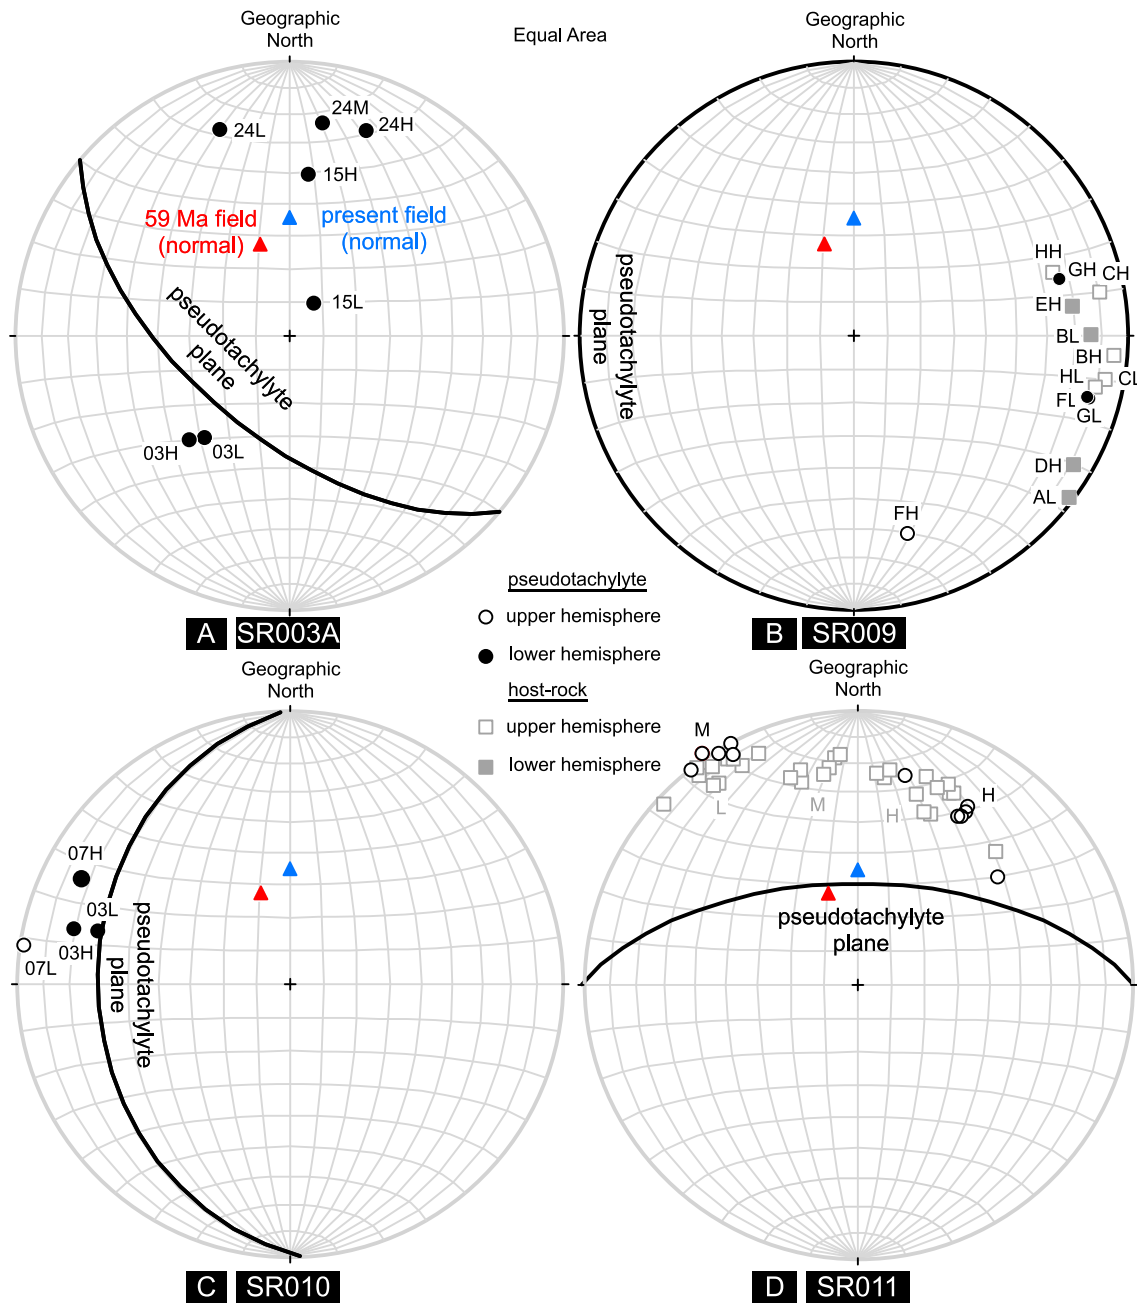 Geographic
North
Equal Area
Geographic
North
24M
24L
24H
15H
59 Ma field
(normal)
present field
(normal)
15L
pseudotachylyte
plane
03H
03L
A SR003A
HH
GH
CH
EH
BL
BH
HL
CL
FL
GL
DH
AL
FH
pseudotachylyte
plane
B SR009
pseudotachylyte
upper hemisphere
lower hemisphere
host-rock
upper hemisphere
lower hemisphere
Geographic
North
07H
03L
03H
07L
pseudotachylyte
plane
C SR010
Geographic
North
M
L
M
H
H
pseudotachylyte
plane
D SR011